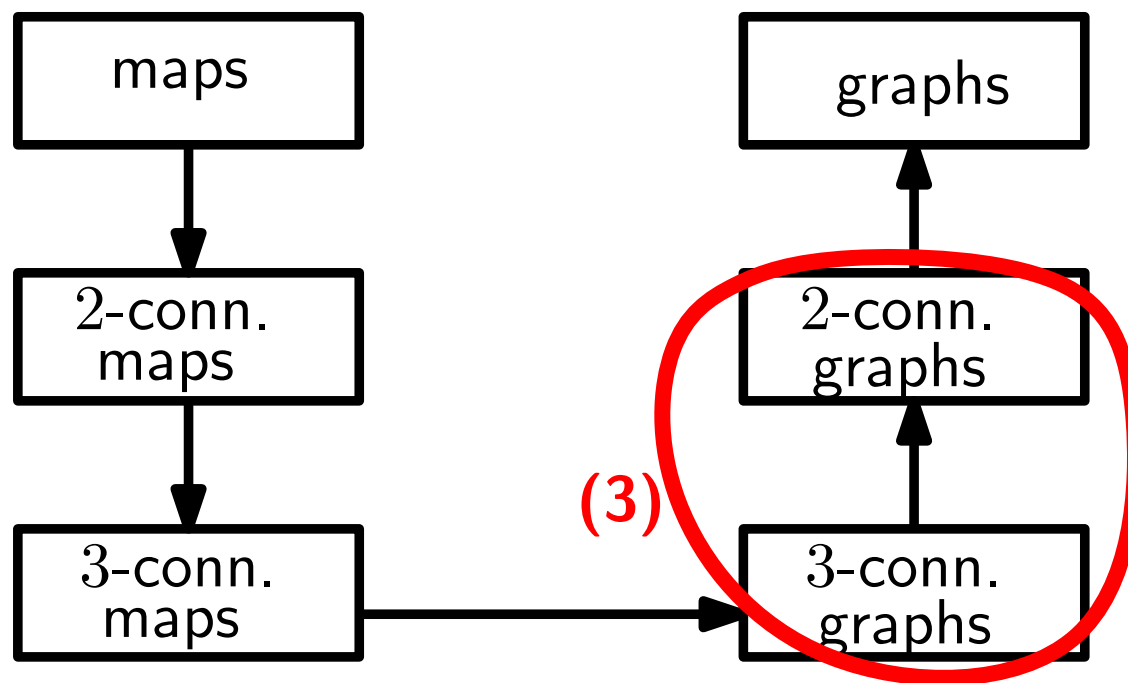 maps
graphs
2-conn.
maps
2-conn.
graphs
(3)
3-conn.
maps
3-conn.
graphs